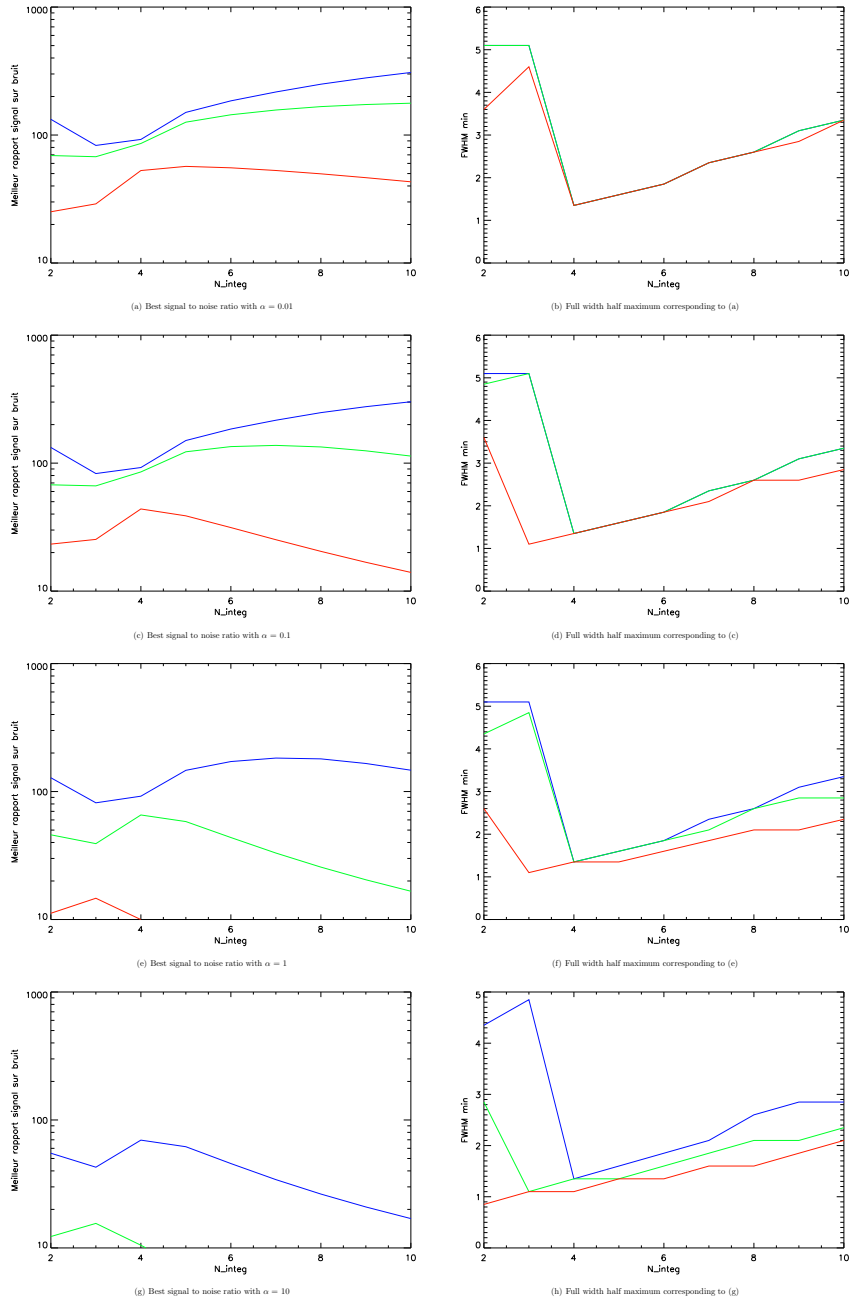 1000
100
10
Meilleur rapport signal sur bruit
2 4 6 8 10
N_integ
(a) Best signal to noise ratio with α = 0.01
6
5
4
3
2
1
0
FWHM min
2 4 6 8 10
N_integ
(b) Full width half maximum corresponding to (a)
1000
100
10
Meilleur rapport signal sur bruit
2 4 6 8 10
N_integ
(c) Best signal to noise ratio with α = 0.1
6
5
4
3
2
1
0
FWHM min
2 4 6 8 10
N_integ
(d) Full width half maximum corresponding to (c)
1000
100
10
Meilleur rapport signal sur bruit
2 4 6 8 10
N_integ
(e) Best signal to noise ratio with α = 1
6
5
4
3
2
1
0
FWHM min
2 4 6 8 10
N_integ
(f) Full width half maximum corresponding to (e)
1000
100
10
Meilleur rapport signal sur bruit
2 4 6 8 10
N_integ
(g) Best signal to noise ratio with α = 10
5
4
3
2
1
0
FWHM min
2 4 6 8 10
N_integ
(h) Full width half maximum corresponding to (g)